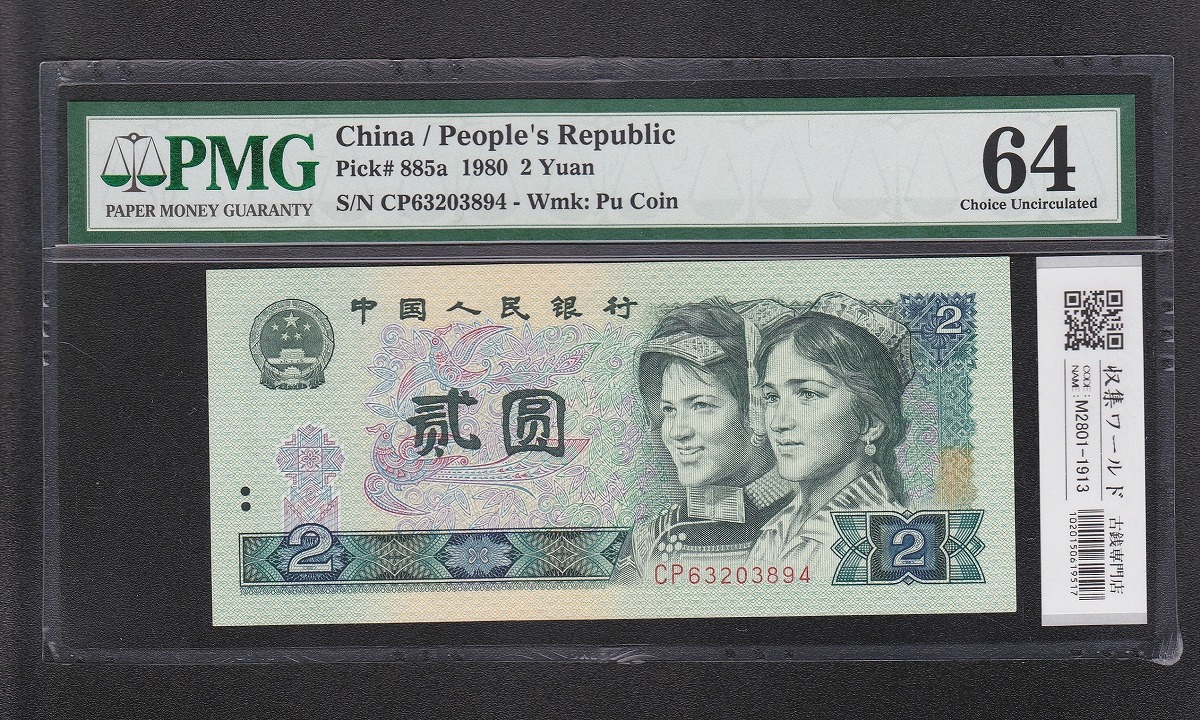 PMG
PAPER MONEY GUARANTY
China / People's Republic
Pick# 885a 1980 2 Yuan
S/N CP63203894 - Wmk: Pu Coin
64
Choice Uncirculated
中国人民银行
2
贰圆
2
CP63203894
2
収集ワールド 古銭専門店
CODE:
NAM: M2801-1913
1020150619517